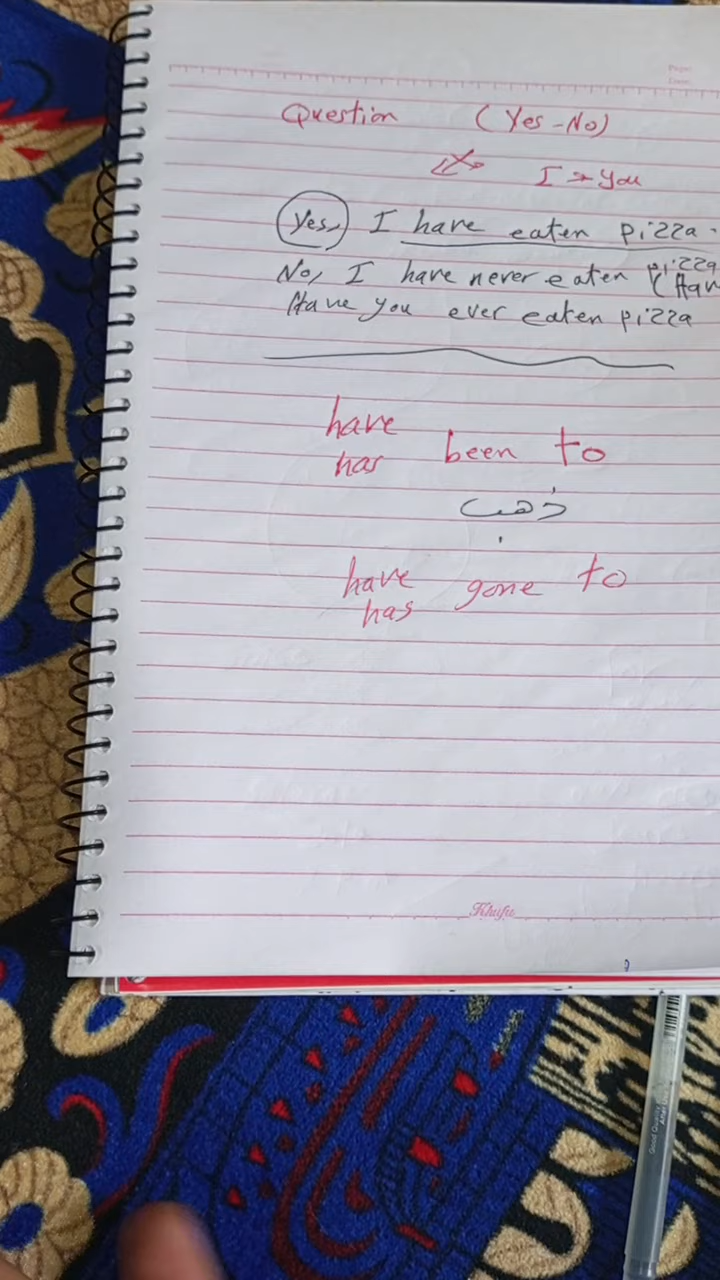 Question (Yes-No)
I → You
Yes, I have eaten pizza.
No, I have never eaten pizza
Have you ever eaten pizza
have
has been to
ذهب
have
has gone to
Khufu